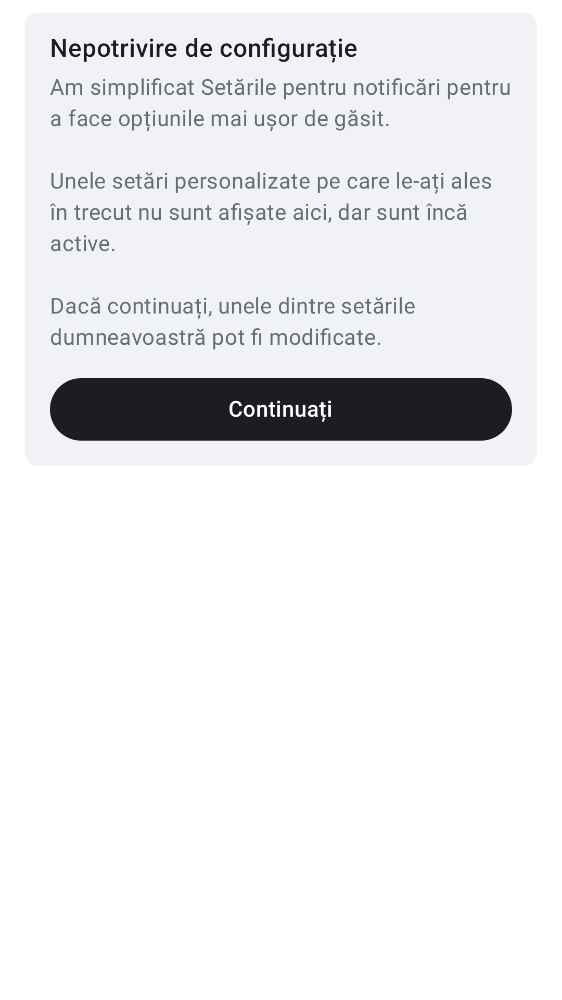 Nepotrivire de configurație
Am simplificat Setările pentru notificări pentru
a face opțiunile mai ușor de găsit.
Unele setări personalizate pe care le-ați ales
în trecut nu sunt afișate aici, dar sunt încă
active.
Dacă continuați, unele dintre setările
dumneavoastră pot fi modificate.
Continuați